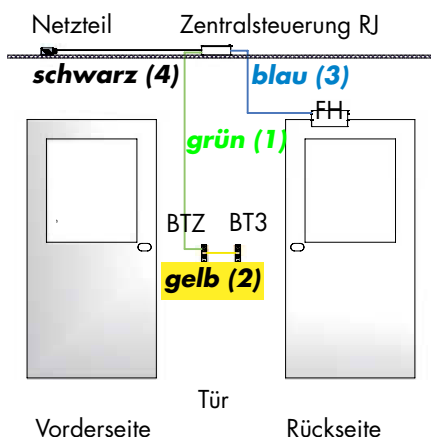 Netzteil Zentralsteuerung RJ
schwarz (4) blau (3)
FH
grün (1)
BTZ BT3
gelb (2)
Tür
Vorderseite Rückseite